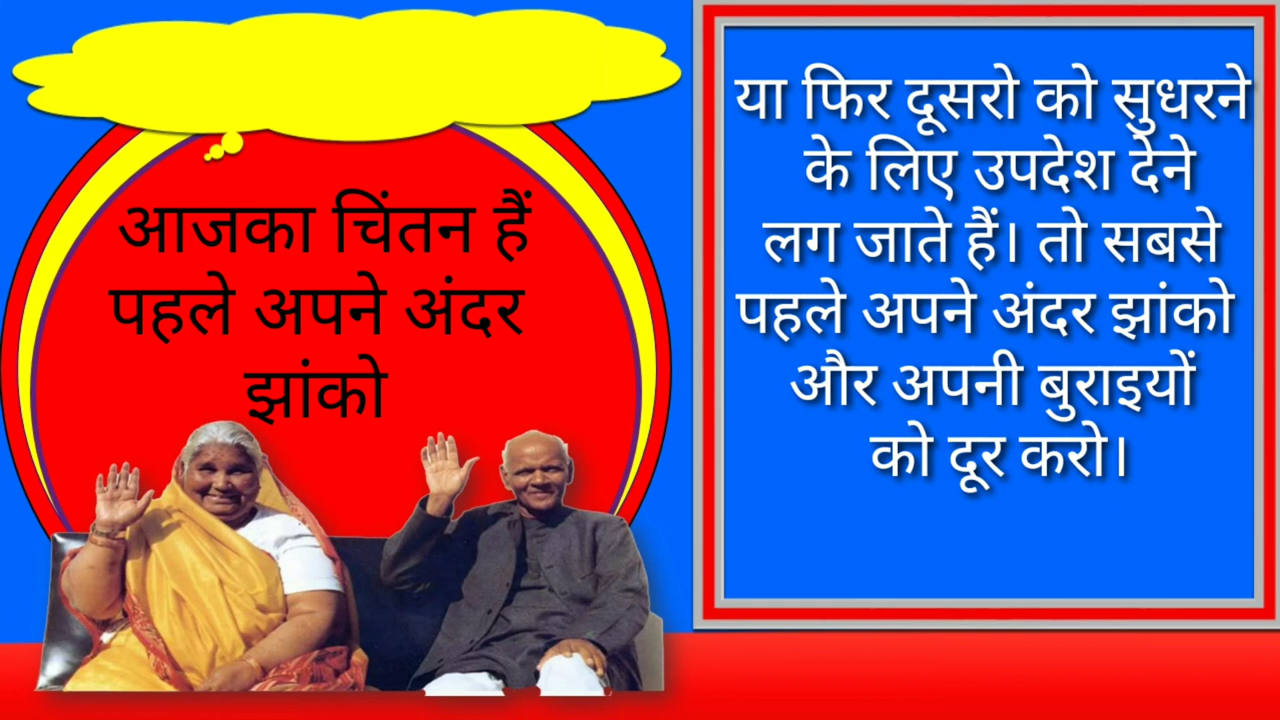 आजका चिंतन हैं
पहले अपने अंदर
झांको
या फिर दूसरो को सुधरने
के लिए उपदेश देने
लग जाते हैं। तो सबसे
पहले अपने अंदर झांको
और अपनी बुराइयों
को दूर करो।